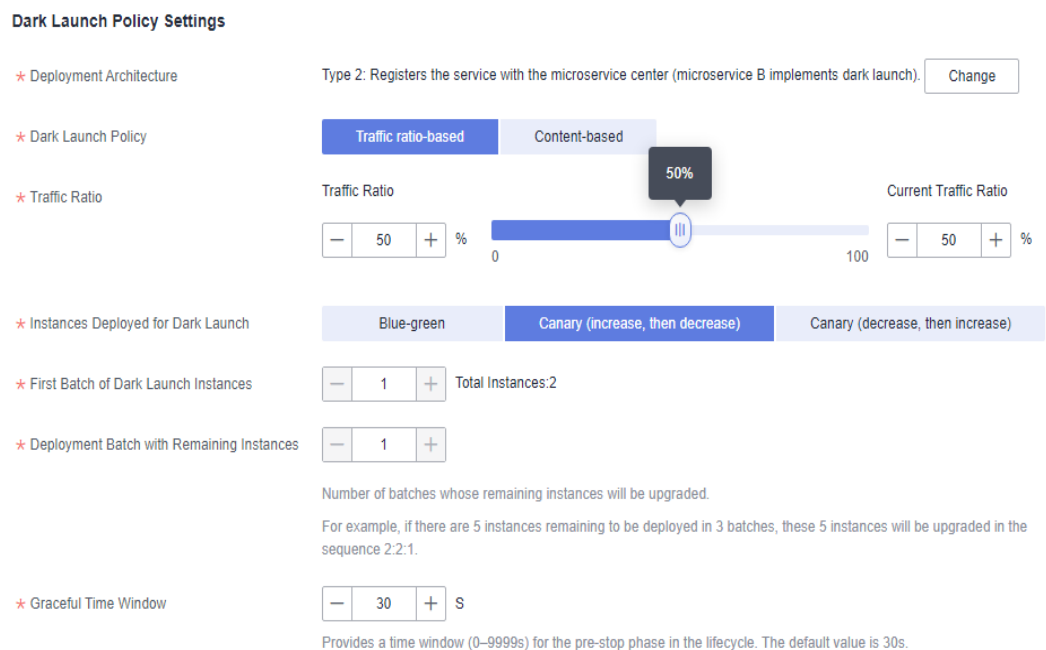 Dark Launch Policy Settings
* Deployment Architecture
Type 2: Registers the service with the microservice center (microservice B implements dark launch).
Change
* Dark Launch Policy
Traffic ratio-based
Content-based
50%
* Traffic Ratio
Traffic Ratio
Current Traffic Ratio
− 50 + %
0
100
− 50 + %
* Instances Deployed for Dark Launch
Blue-green
Canary (increase, then decrease)
Canary (decrease, then increase)
* First Batch of Dark Launch Instances
− 1 +
Total Instances:2
* Deployment Batch with Remaining Instances
− 1 +
Number of batches whose remaining instances will be upgraded.
For example, if there are 5 instances remaining to be deployed in 3 batches, these 5 instances will be upgraded in the
sequence 2:2:1.
* Graceful Time Window
− 30 + S
Provides a time window (0–9999s) for the pre-stop phase in the lifecycle. The default value is 30s.